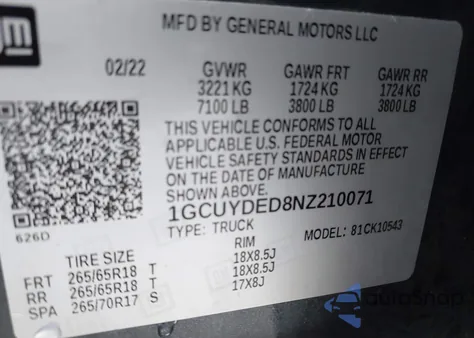 gm
MFD BY GENERAL MOTORS LLC
02/22 GVWR GAWR FRT GAWR RR
3221 KG 1724 KG 1724 KG
7100 LB 3800 LB 3800 LB
THIS VEHICLE CONFORMS TO ALL
APPLICABLE U.S. FEDERAL MOTOR
VEHICLE SAFETY STANDARDS IN EFFECT
ON THE DATE OF MANUFACTURE
SHOWN ABOVE.
626D
1GCUYDED8NZ210071
TYPE: TRUCK MODEL: 81CK10543
TIRE SIZE RIM
FRT 265/65R18 T 18X8.5J
RR 265/65R18 T 18X8.5J
SPA 265/70R17 S 17X8J
AutoShop